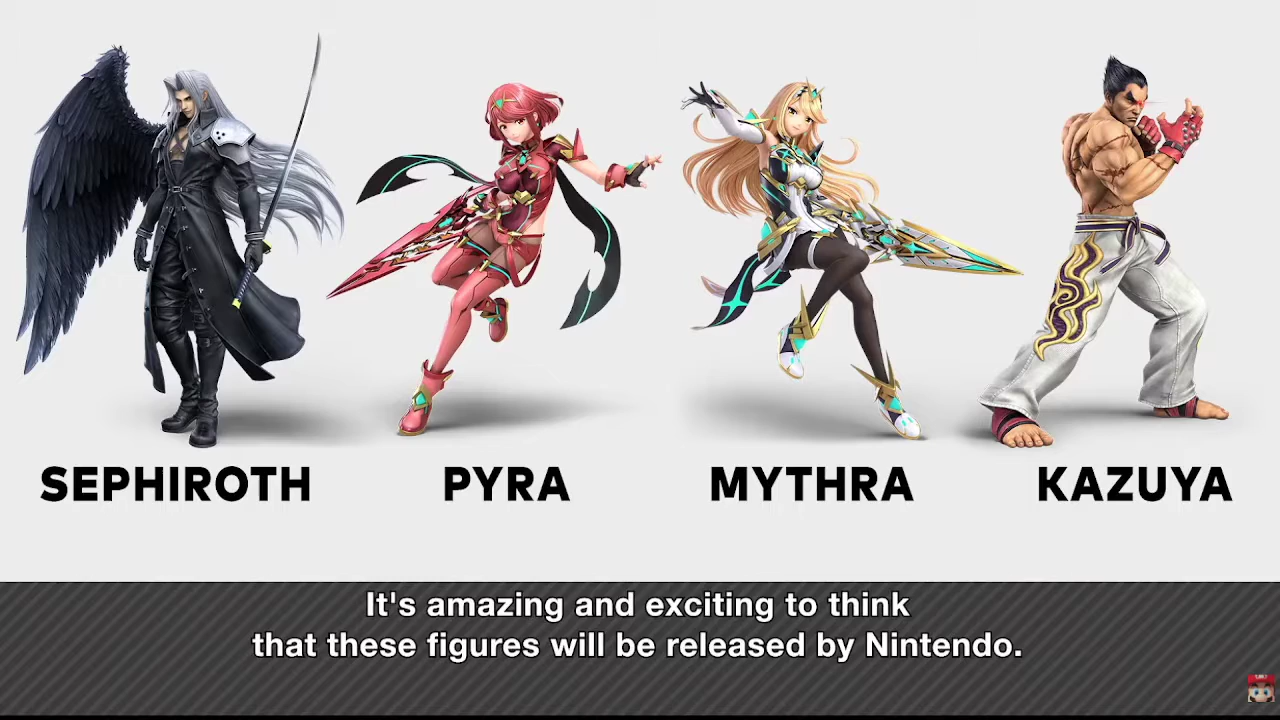 SEPHIROTH PYRA MYTHRA KAZUYA
It's amazing and exciting to think
that these figures will be released by Nintendo.